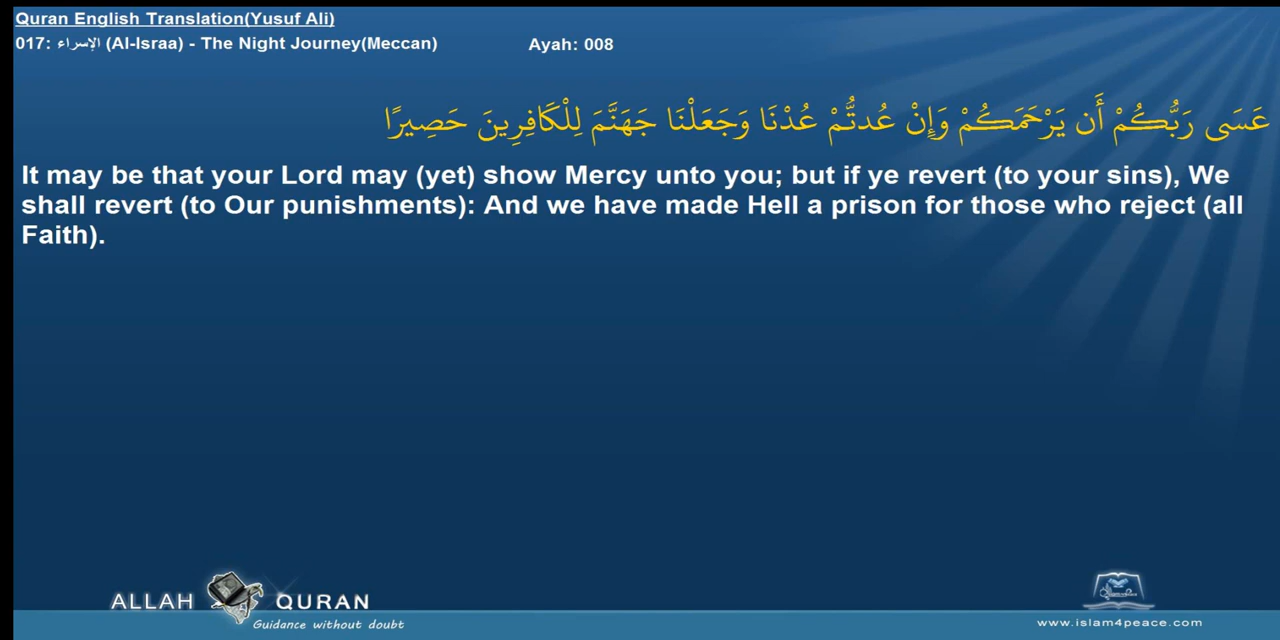 Quran English Translation(Yusuf Ali)
017: الإسراء (Al-Israa) - The Night Journey(Meccan) Ayah: 008
عَسَى رَبُّكُمْ أَن يَرْحَمَكُمْ وَإِنْ عُدتُّمْ عُدْنَا وَجَعَلْنَا جَهَنَّمَ لِلْكَافِرِينَ حَصِيرًا
It may be that your Lord may (yet) show Mercy unto you; but if ye revert (to your sins), We
shall revert (to Our punishments): And we have made Hell a prison for those who reject (all
Faith).
ALLAH QURAN
Guidance without doubt
www.islam4peace.com